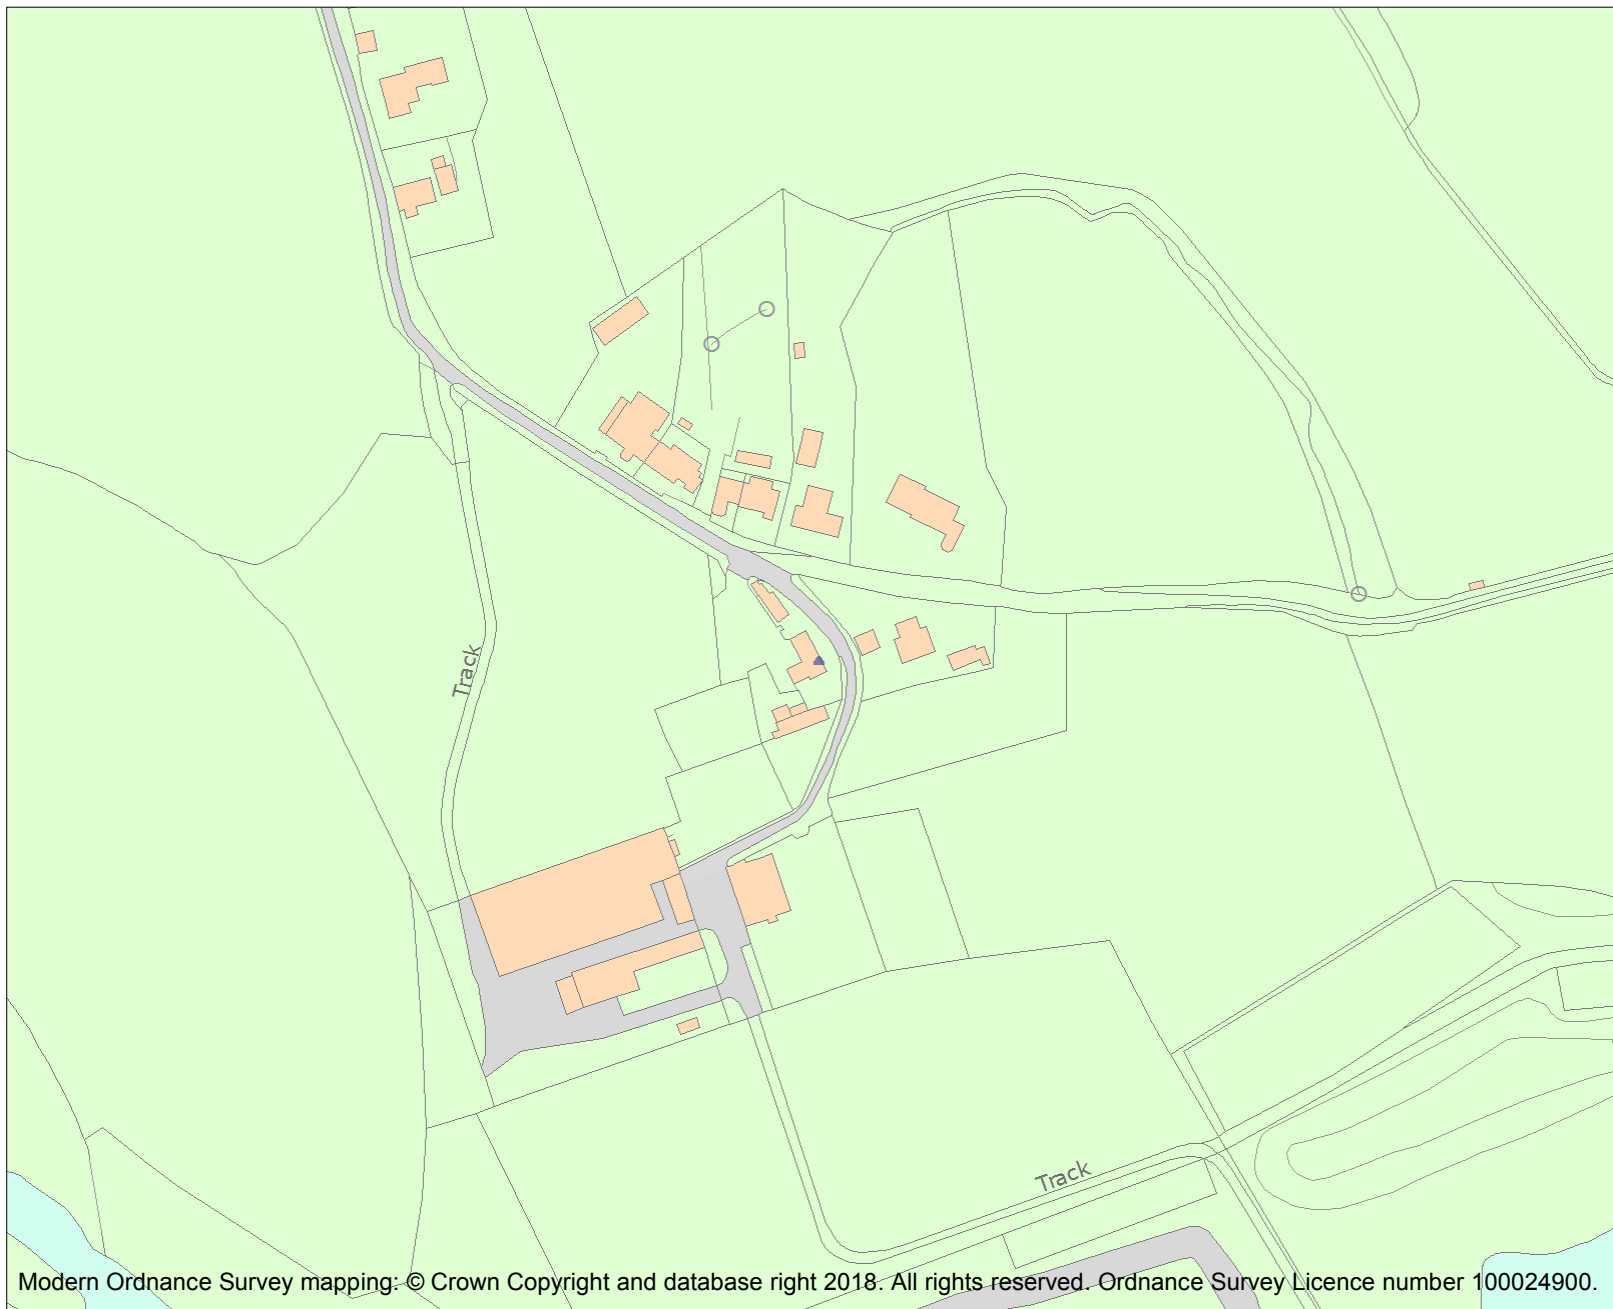 Track
Track
Modern Ordnance Survey mapping: © Crown Copyright and database right 2018. All rights reserved. Ordnance Survey Licence number 100024900.